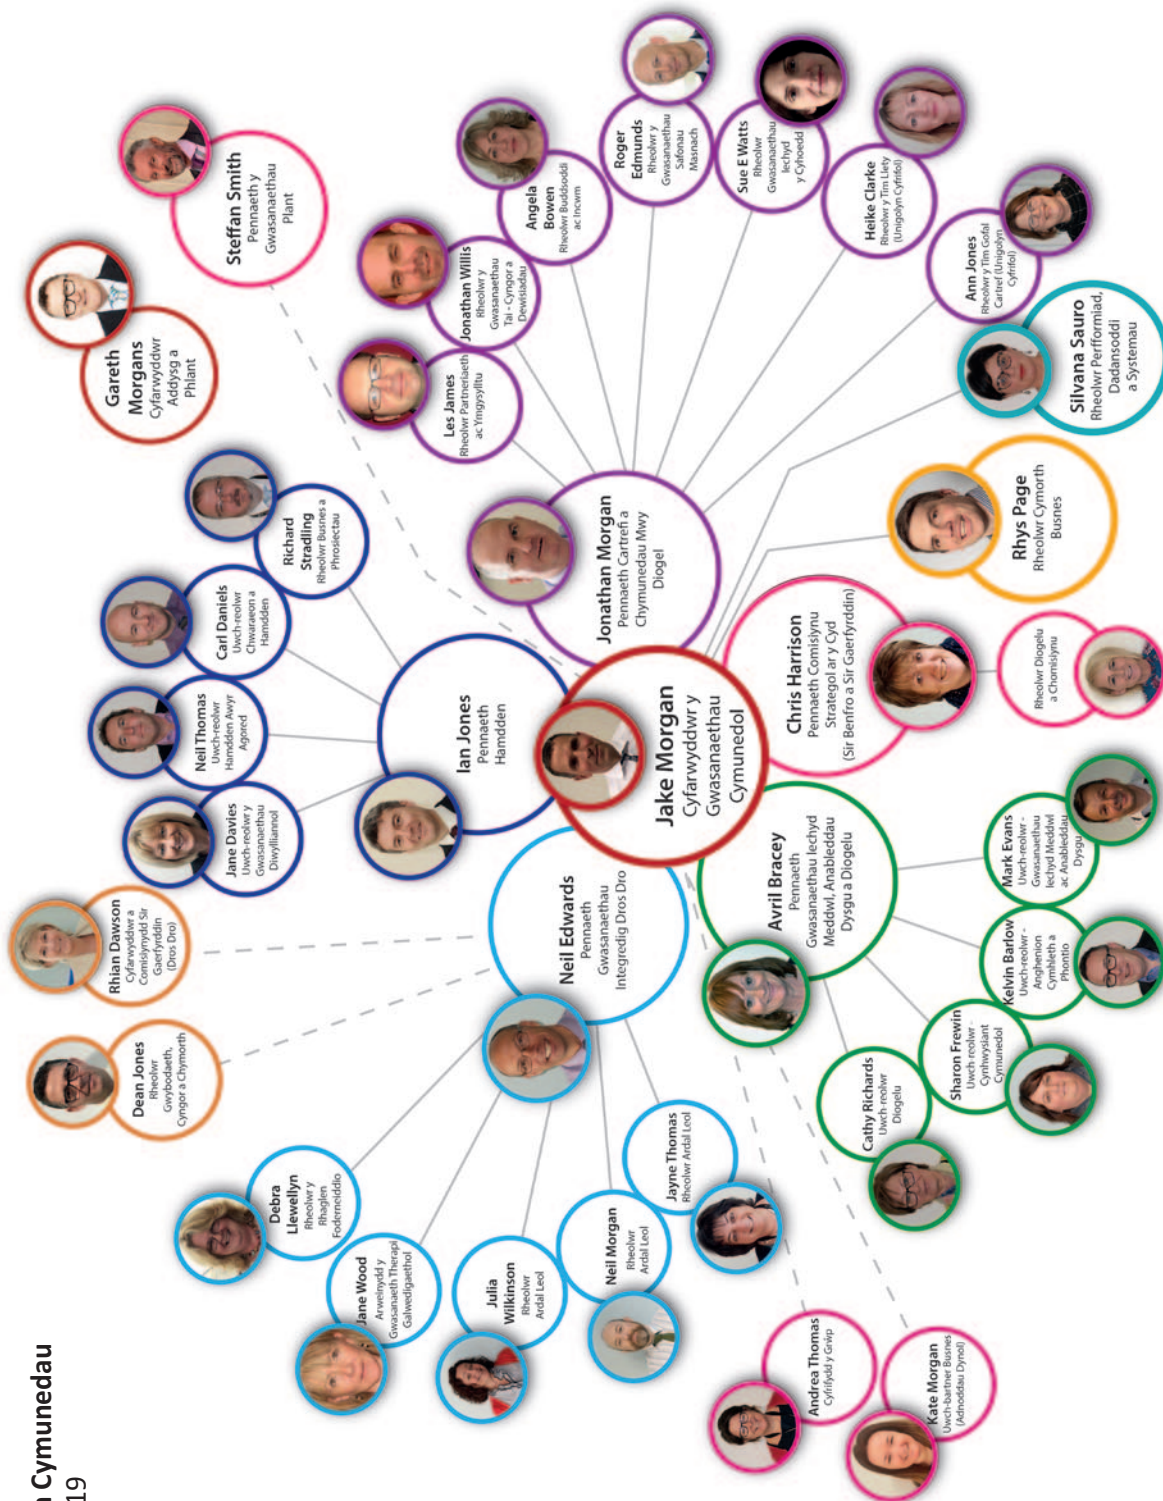 a Cymunedau
19
Dean Jones
Rheolwr
Gwybodaeth,
Cyngor a Chymorth
Rhian Dawson
Cyfarwyddwr a
Comisiynydd Sir
Gaerfyrddin
(Dros Dro)
Jane Davies
Uwch-reolwr y
Gwasanaethau
Diwylliannol
Neil Thomas
Uwch-reolwr
Hamdden Awyr
Agored
Carl Daniels
Uwch-reolwr
Chwaraeon a
Hamdden
Richard
Stradling
Rheolwr Busnes a
Phrosiectau
Gareth
Morgans
Cyfarwyddwr
Addysg a
Phlant
Steffan Smith
Pennaeth y
Gwasanaethau
Plant
Debra
Llewellyn
Rheolwr y
Rhaglen
Foderneiddio
Jane Wood
Arweinydd y
Gwasanaeth Therapi
Galwedigaethol
Julia
Wilkinson
Rheolwr
Ardal Leol
Neil Morgan
Rheolwr
Ardal Leol
Jayne Thomas
Rheolwr Ardal Leol
Neil Edwards
Pennaeth
Gwasanaethau
Integredig Dros Dro
Ian Jones
Pennaeth
Hamdden
Les James
Rheolwr Partneriaeth
ac Ymgysylltu
Jonathan Willis
Rheolwr y
Gwasanaethau
Tai - Cyngor a
Dewisiadau
Angela
Bowen
Rheolwr Buddsoddi
ac Incwm
Roger
Edmunds
Rheolwr y
Gwasanaethau
Safonau
Masnach
Sue E Watts
Rheolwr
Gwasanaethau
Iechyd
y Cyhoedd
Heike Clarke
Rheolwr y Tim Llety
(Unigolyn Cyfrifol)
Ann Jones
Rheolwr y Tim Gofal
Cartref (Unigolyn
Cyfrifol)
Jonathan Morgan
Pennaeth Cartrefi a
Chymunedau Mwy
Diogel
Jake Morgan
Cyfarwyddwr y
Gwasanaethau
Cymunedol
Avril Bracey
Pennaeth
Gwasanaethau Iechyd
Meddwl, Anableddau
Dysgu a Diogelu
Chris Harrison
Pennaeth Comisiynu
Strategol ar y Cyd
(Sir Benfro a Sir Gaerfyrddin)
Rheolwr Diogelu
a Chomisiynu
Rhys Page
Rheolwr Cymorth
Busnes
Silvana Sauro
Rheolwr Perfformiad,
Dadansoddi
a Systemau
Cathy Richards
Uwch-reolwr
Diogelu
Sharon Frewin
Uwch-reolwr -
Cynhwysiant
Cymunedol
Kelvin Barlow
Uwch-reolwr -
Anghenion
Cymhleth a
Phontio
Mark Evans
Uwch-reolwr -
Gwasanaethau
Iechyd Meddwl
ac Anableddau
Dysgu
Andrea Thomas
Cyfrifydd y Grŵp
Kate Morgan
Uwch-bartner Busnes
(Adnoddau Dynol)